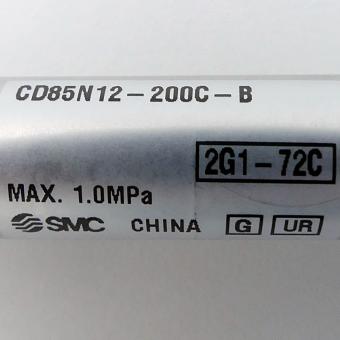 CD85N12-200C-B
2G1-72C
MAX. 1.0MPa
SMC CHINA G UR